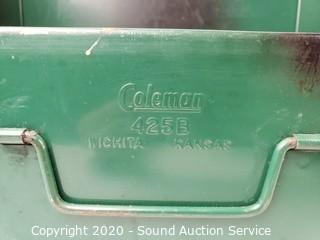 Coleman
425B
WICHITA KANSAS
Copyright 2020 - Sound Auction Service